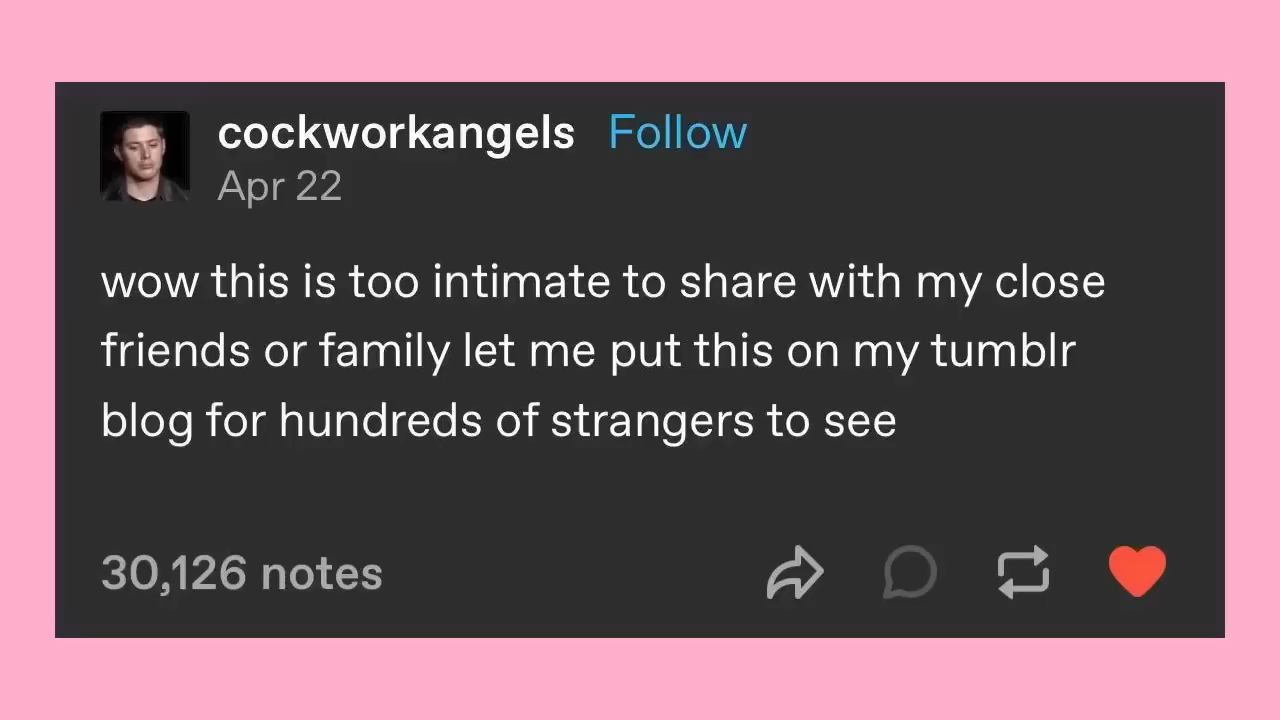 cockworkangels Follow
Apr 22
wow this is too intimate to share with my close
friends or family let me put this on my tumblr
blog for hundreds of strangers to see
30,126 notes